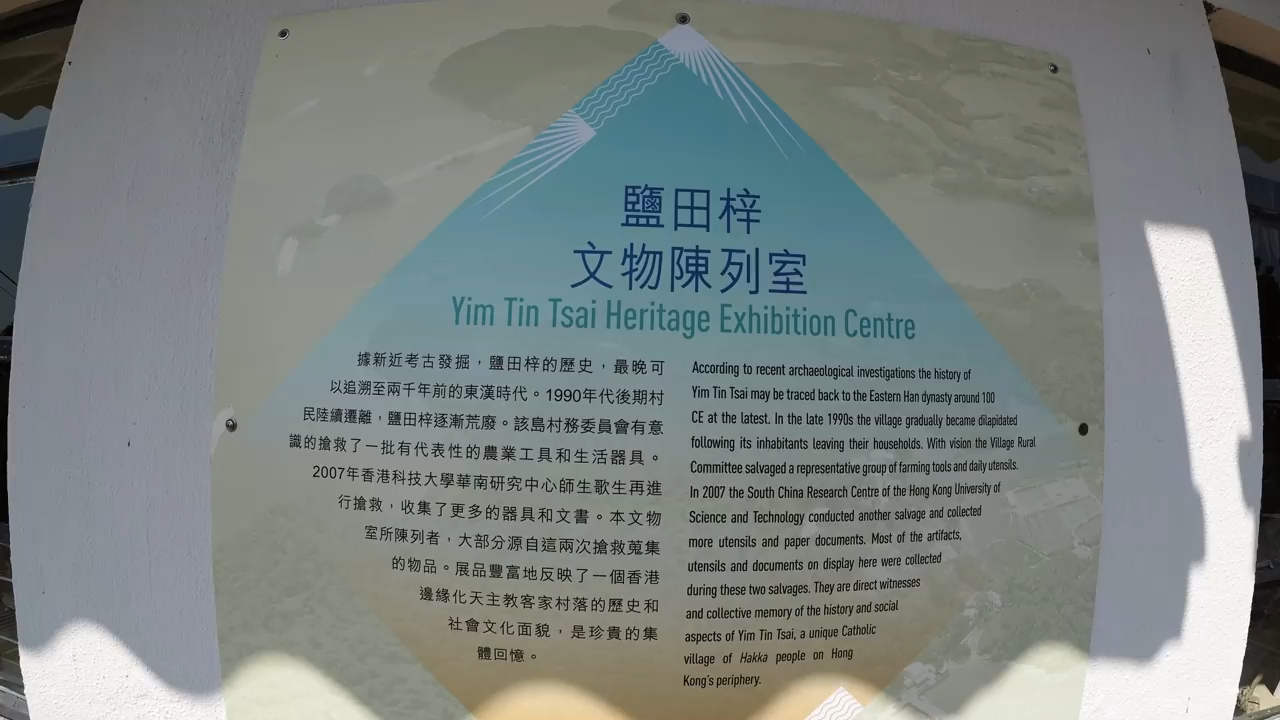 鹽田梓
文物陳列室
Yim Tin Tsai Heritage Exhibition Centre
據新近考古發掘，鹽田梓的歷史，最晚可
以追溯至兩千年前的東漢時代。1990年代後期村
民陸續遷離，鹽田梓逐漸荒廢。該島村務委員會有意
識的搶救了一批有代表性的農業工具和生活器具。
2007年香港科技大學華南研究中心師生歌生再進
行搶救，收集了更多的器具和文書。本文物
室所陳列者，大部分源自這兩次搶救蒐集
的物品。展品豐富地反映了一個香港
邊緣化天主教客家村落的歷史和
社會文化面貌，是珍貴的集
體回憶。
According to recent archaeological investigations the history of
Yim Tin Tsai may be traced back to the Eastern Han dynasty around 100
CE at the latest. In the late 1990s the village gradually became dilapidated
following its inhabitants leaving their households. With vision the Village Rural
Committee salvaged a representative group of farming tools and daily utensils.
In 2007 the South China Research Centre of the Hong Kong University of
Science and Technology conducted another salvage and collected
more utensils and paper documents. Most of the artifacts,
utensils and documents on display here were collected
during these two salvages. They are direct witnesses
and collective memory of the history and social
aspects of Yim Tin Tsai, a unique Catholic
village of Hakka people on Hong
Kong's periphery.